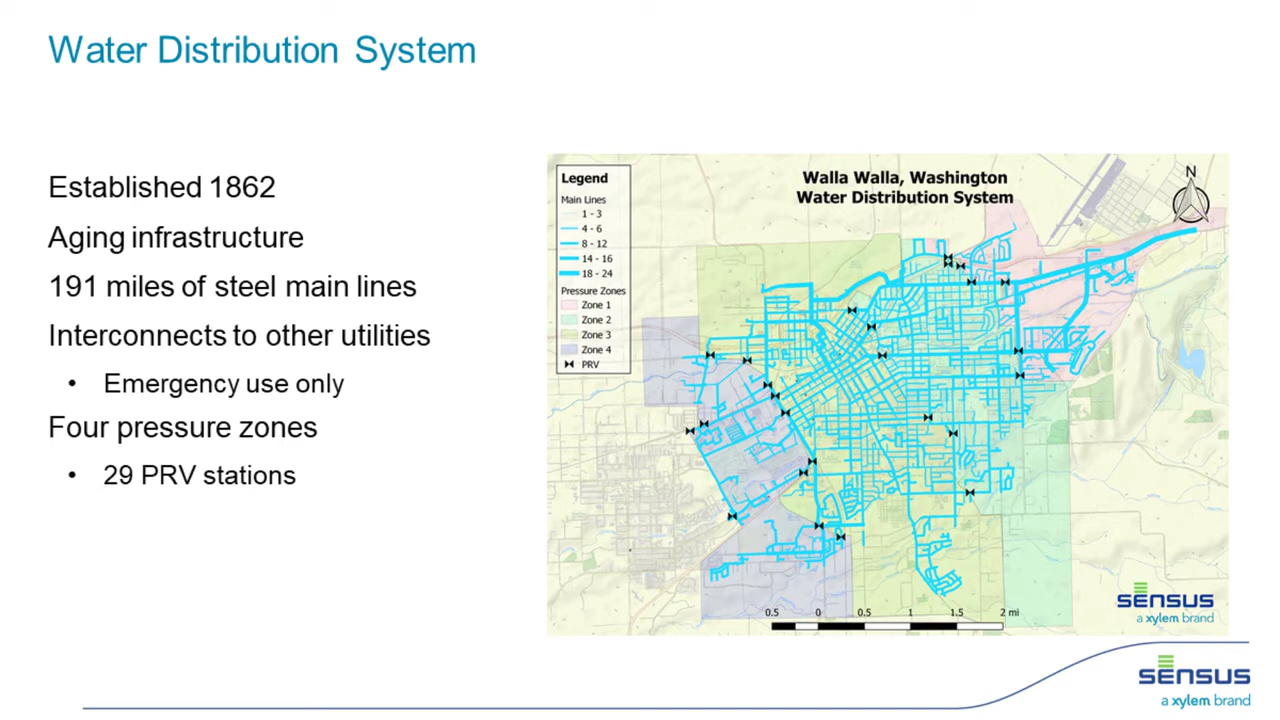 Water Distribution System
Established 1862
Aging infrastructure
191 miles of steel main lines
Interconnects to other utilities
• Emergency use only
Four pressure zones
• 29 PRV stations
Legend
Main Lines
1 - 3
4 - 6
8 - 12
14 - 16
18 - 24
Pressure Zones
Zone 1
Zone 2
Zone 3
Zone 4
PRV
Walla Walla, Washington
Water Distribution System
N
0.5 0 0.5 1 1.5 2 mi
SENSUS
a xylem brand
SENSUS
a xylem brand